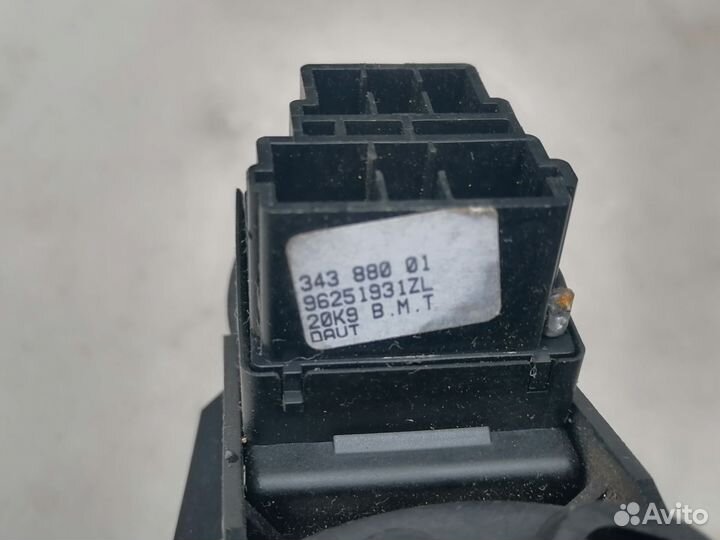 343 880 01
96251931ZL
20K9 B.M.T
DAUT
Avito